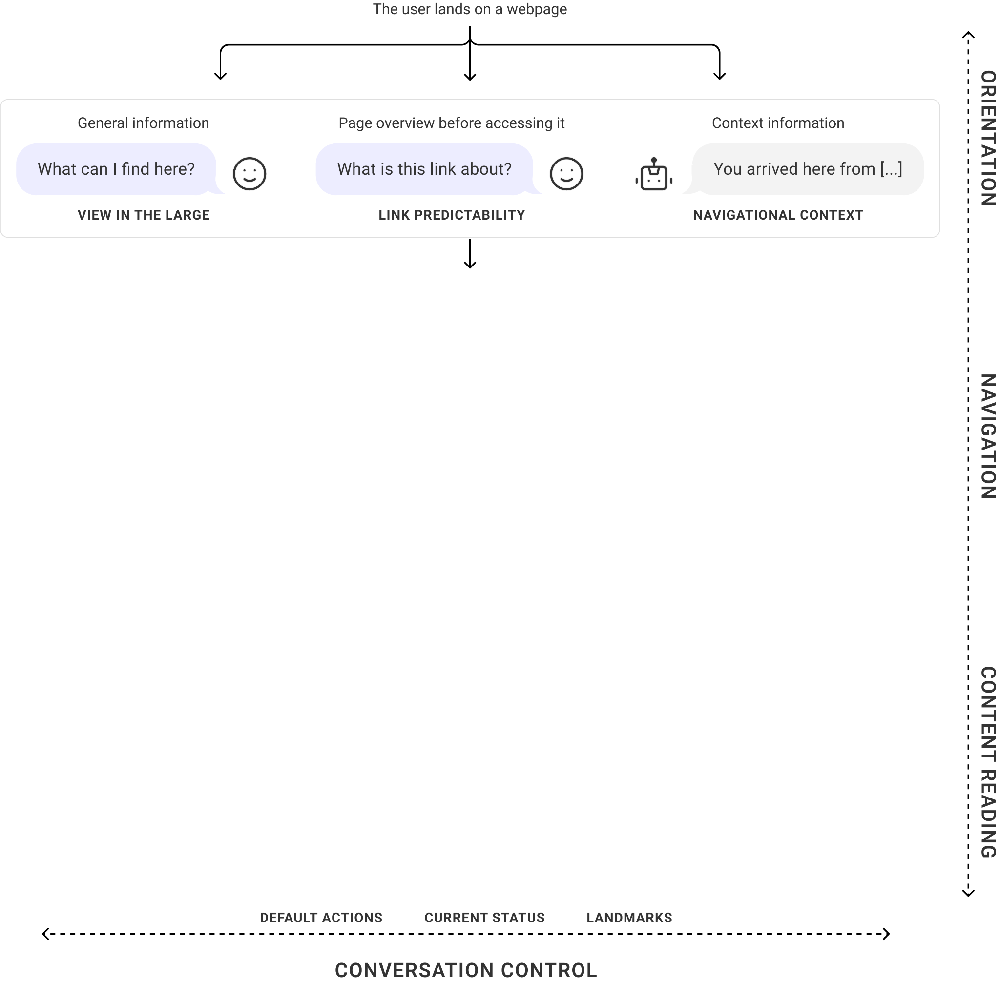 The user lands on a webpage
General information
Page overview before accessing it
Context information
What can I find here?
What is this link about?
You arrived here from [...]
VIEW IN THE LARGE
LINK PREDICTABILITY
NAVIGATIONAL CONTEXT
ORIENTATION
NAVIGATION
CONTENT READING
DEFAULT ACTIONS
CURRENT STATUS
LANDMARKS
CONVERSATION CONTROL